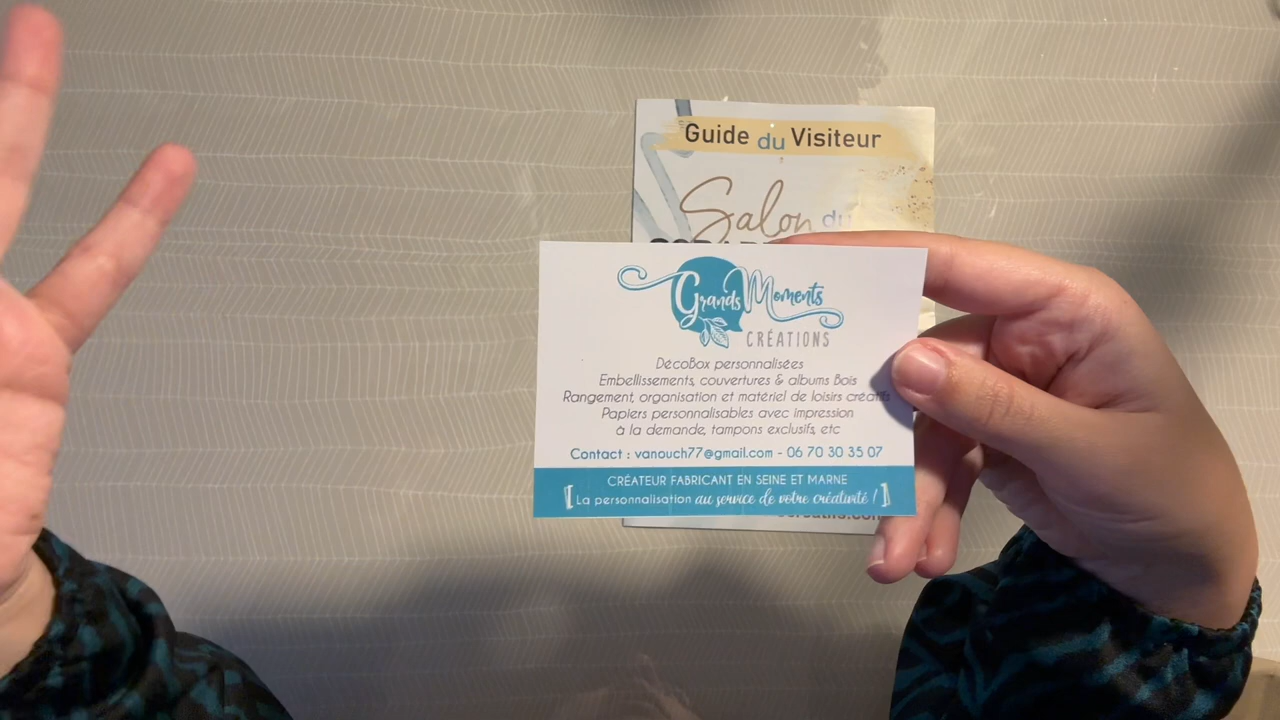 Guide du Visiteur
Salon du
Grands Moments
CRÉATIONS
DécoBox personnalisées
Embellissements, couvertures & albums Bois
Rangement, organisation et matériel de loisirs créatifs
Papiers personnalisables avec impression
à la demande, tampons exclusifs, etc
Contact : vanouch77@gmail.com - 06 70 30 35 07
CRÉATEUR FABRICANT EN SEINE ET MARNE
[La personnalisation au service de votre créativité !]